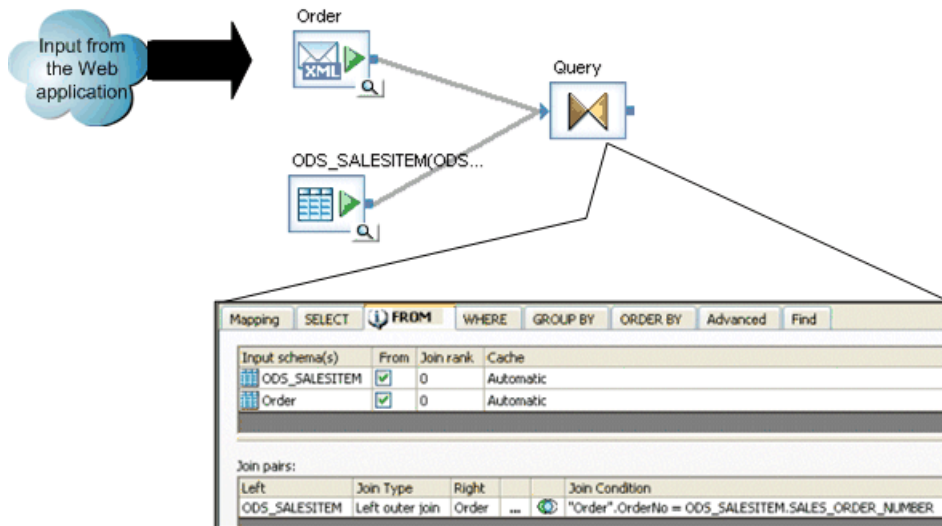 Order
Input from
the Web
application
XML
Query
ODS_SALESITEM(ODS...
Mapping SELECT FROM WHERE GROUP BY ORDER BY Advanced Find
Input schema(s) From Join rank Cache
ODS_SALESITEM 0 Automatic
Order 0 Automatic
Join pairs:
Left Join Type Right Join Condition
ODS_SALESITEM Left outer join Order ... "Order".OrderNo = ODS_SALESITEM.SALES_ORDER_NUMBER